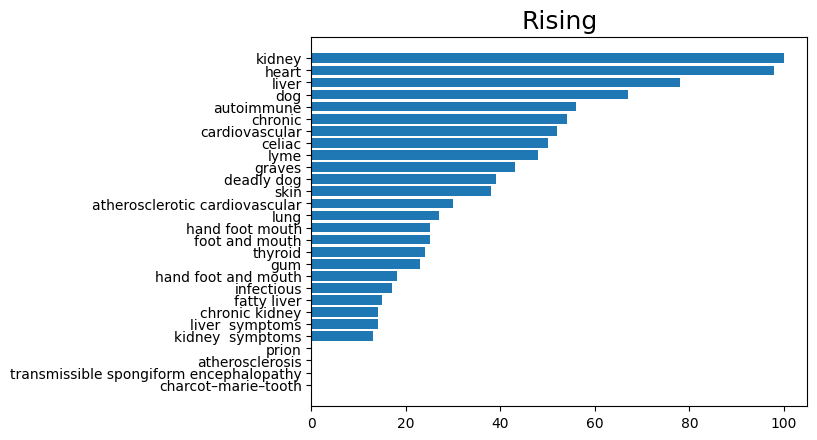 Rising
kidney
heart
liver
dog
autoimmune
chronic
cardiovascular
celiac
lyme
graves
deadly dog
skin
atherosclerotic cardiovascular
lung
hand foot mouth
foot and mouth
thyroid
gum
hand foot and mouth
infectious
fatty liver
chronic kidney
liver  symptoms
kidney  symptoms
prion
atherosclerosis
transmissible spongiform encephalopathy
charcot–marie–tooth
0 20 40 60 80 100